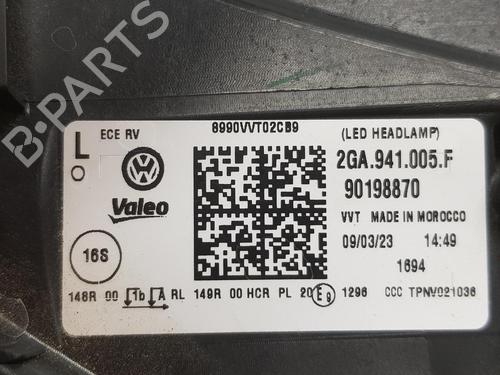 ECE RV
8990VVT02CB9
(LED HEADLAMP)
L
2GA.941.005.F
90198870
Valeo
VVT MADE IN MOROCCO
09/03/23 14:49
16S
1694
148R 00 1b A RL 149R 00 HCR PL 20 E9 1296 CCC TPNV021036
B-PARTS